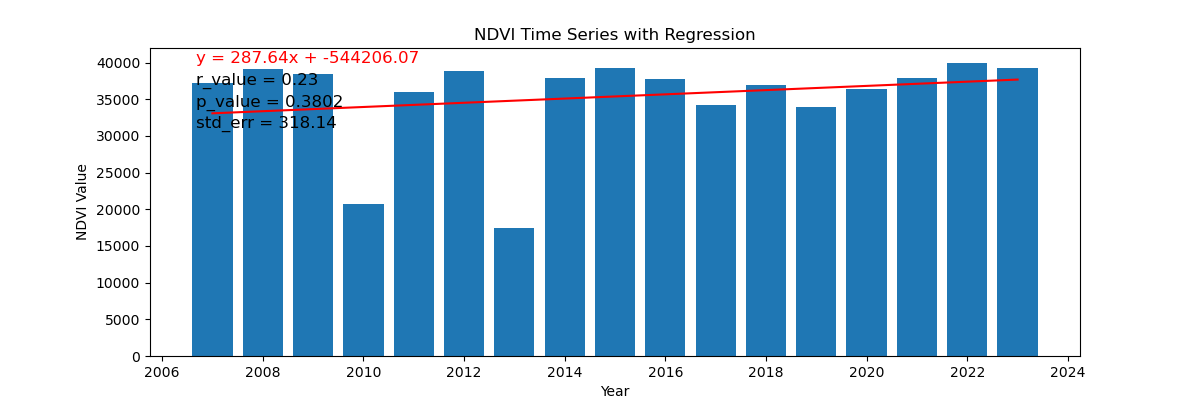 NDVI Time Series with Regression
y = 287.64x + -544206.07
r_value = 0.23
p_value = 0.3802
std_err = 318.14
40000
35000
30000
25000
20000
15000
10000
5000
0
NDVI Value
2006 2008 2010 2012 2014 2016 2018 2020 2022 2024
Year